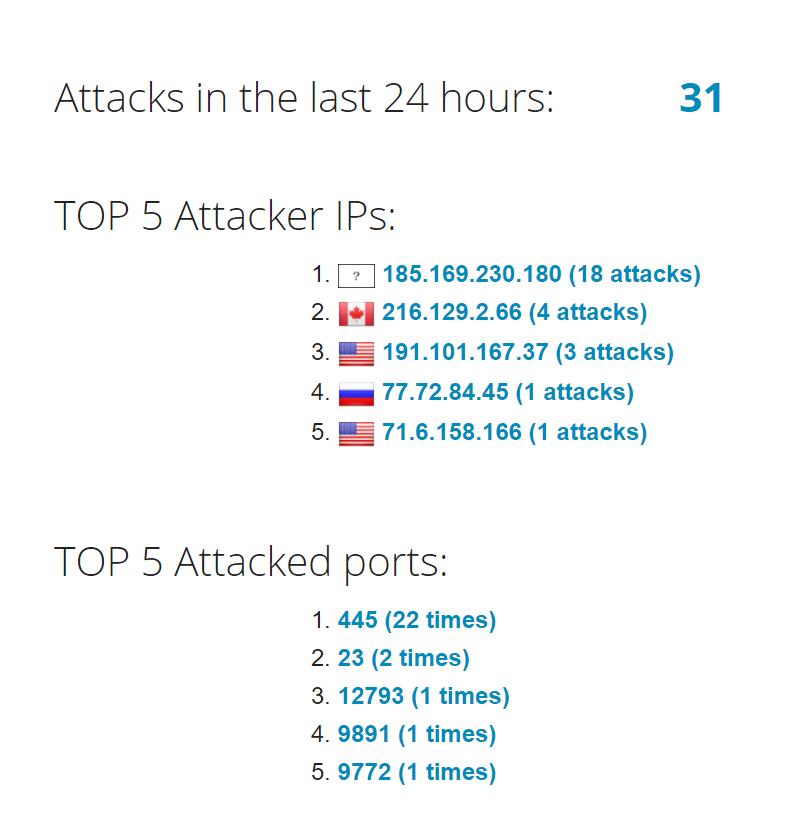 Attacks in the last 24 hours: 31
TOP 5 Attacker IPs:
1. ? 185.169.230.180 (18 attacks)
2. 216.129.2.66 (4 attacks)
3. 191.101.167.37 (3 attacks)
4. 77.72.84.45 (1 attacks)
5. 71.6.158.166 (1 attacks)
TOP 5 Attacked ports:
1. 445 (22 times)
2. 23 (2 times)
3. 12793 (1 times)
4. 9891 (1 times)
5. 9772 (1 times)